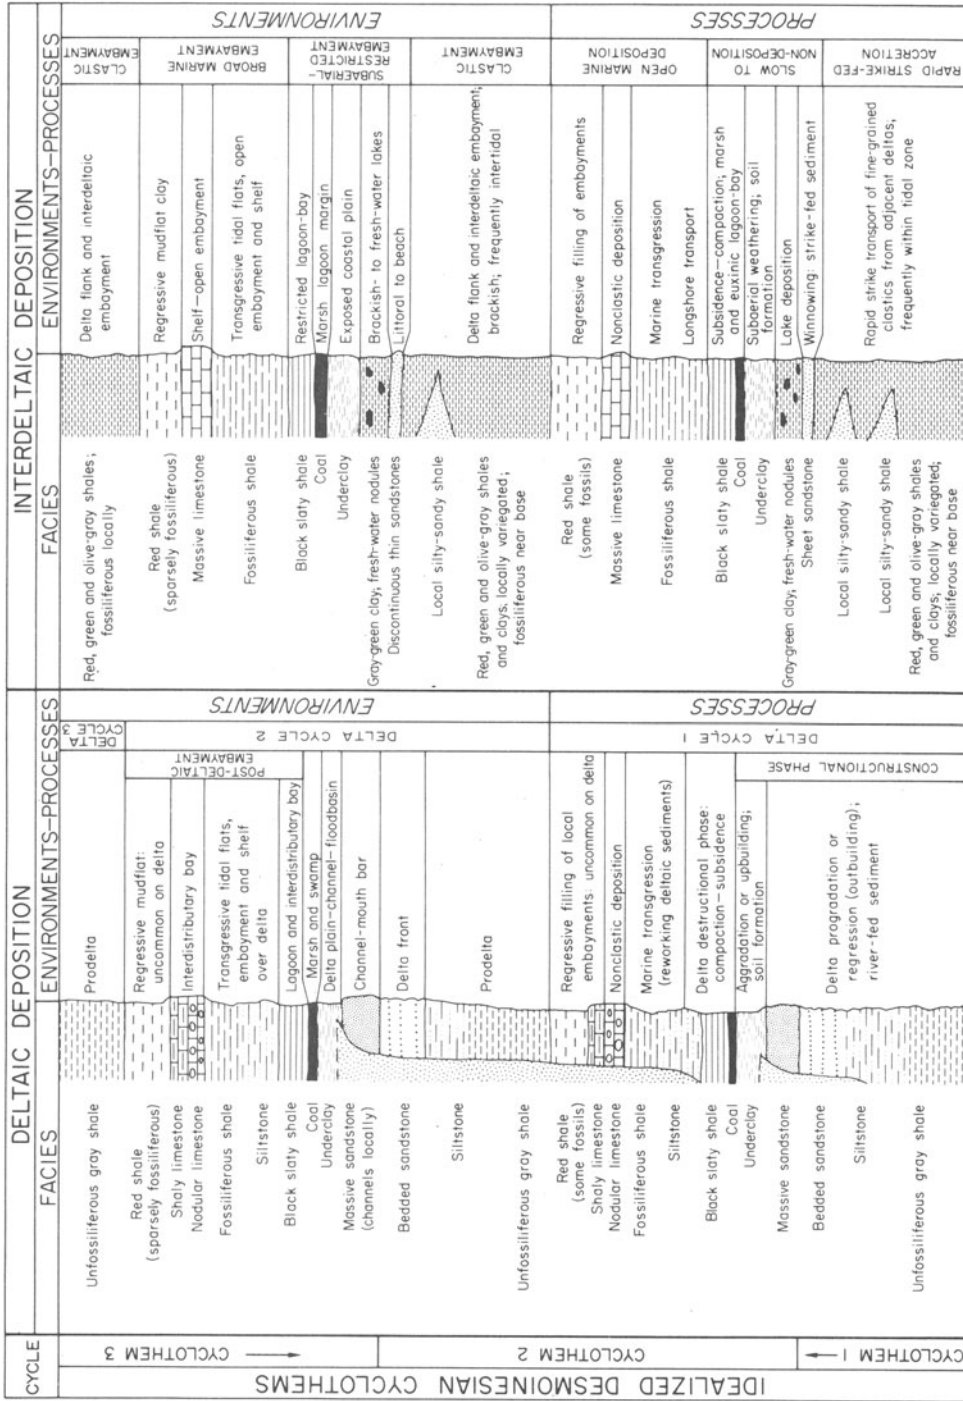 IDEALIZED DESMOINESIAN CYCLOTHEMS
CYCLE
CYCLOTHEM 3
CYCLOTHEM 2
CYCLOTHEM 1
DELTAIC DEPOSITION
FACIES
Unfossiliferous gray shale
Red shale
(sparsely fossiliferous)
Shaly limestone
Nodular limestone
Fossiliferous shale
Siltstone
Black slaty shale
Coal
Underclay
Massive sandstone
(channels locally)
Bedded sandstone
Siltstone
Unfossiliferous gray shale
Red shale
(some fossils)
Shaly limestone
Nodular limestone
Fossiliferous shale
Siltstone
Black slaty shale
Coal
Underclay
Massive sandstone
Bedded sandstone
Siltstone
Unfossiliferous gray shale
ENVIRONMENTS–PROCESSES
Prodelta
Regressive mudflat:
uncommon on delta
Interdistributary bay
Transgressive tidal flats,
embayment and shelf
over delta
Lagoon and interdistributary bay
Marsh and swamp
Delta plain–channel–floodbasin
Channel-mouth bar
Delta front
Prodelta
Regressive filling of local
embayments: uncommon on delta
Nonclastic deposition
Marine transgression
(reworking deltaic sediments)
Delta destructional phase:
compaction–subsidence
Aggradation or upbuilding;
soil formation
Delta progradation or
regression (outbuilding);
river-fed sediment
POST-DELTAIC
EMBAYMENT
CONSTRUCTIONAL PHASE
DELTA
CYCLE 3
DELTA CYCLE 2
DELTA CYCLE 1
ENVIRONMENTS
PROCESSES
INTERDELTAIC DEPOSITION
FACIES
Red, green and olive-gray shales;
fossiliferous locally
Red shale
(sparsely fossiliferous)
Massive limestone
Fossiliferous shale
Black slaty shale
Coal
Underclay
Gray-green clay; fresh-water nodules
Discontinuous thin sandstones
Local silty-sandy shale
Red, green and olive-gray shales
and clays, locally variegated;
fossiliferous near base
Red shale
(some fossils)
Massive limestone
Fossiliferous shale
Black slaty shale
Coal
Underclay
Gray-green clay; fresh-water nodules
Sheet sandstone
Local silty-sandy shale
Local silty-sandy shale
Red, green and olive-gray shales
and clays; locally variegated;
fossiliferous near base
ENVIRONMENTS–PROCESSES
Delta flank and interdeltaic
embayment
Regressive mudflat clay
Shelf–open embayment
Transgressive tidal flats, open
embayment and shelf
Restricted lagoon-bay
Marsh lagoon margin
Exposed coastal plain
Brackish- to fresh-water lakes
Littoral to beach
Delta flank and interdeltaic embayment;
brackish; frequently intertidal
Regressive filling of embayments
Nonclastic deposition
Marine transgression
Longshore transport
Subsidence–compaction; marsh
and euxinic lagoon-bay
Subaerial weathering; soil
formation
Lake deposition
Winnowing: strike-fed sediment
Rapid strike transport of fine-grained
clastics from adjacent deltas,
frequently within tidal zone
CLASTIC
EMBAYMENT
BROAD MARINE
EMBAYMENT
SUBAERIAL-
RESTRICTED
EMBAYMENT
CLASTIC
EMBAYMENT
OPEN MARINE
DEPOSITION
SLOW TO
NON-DEPOSITION
RAPID STRIKE-FED
ACCRETION
ENVIRONMENTS
PROCESSES